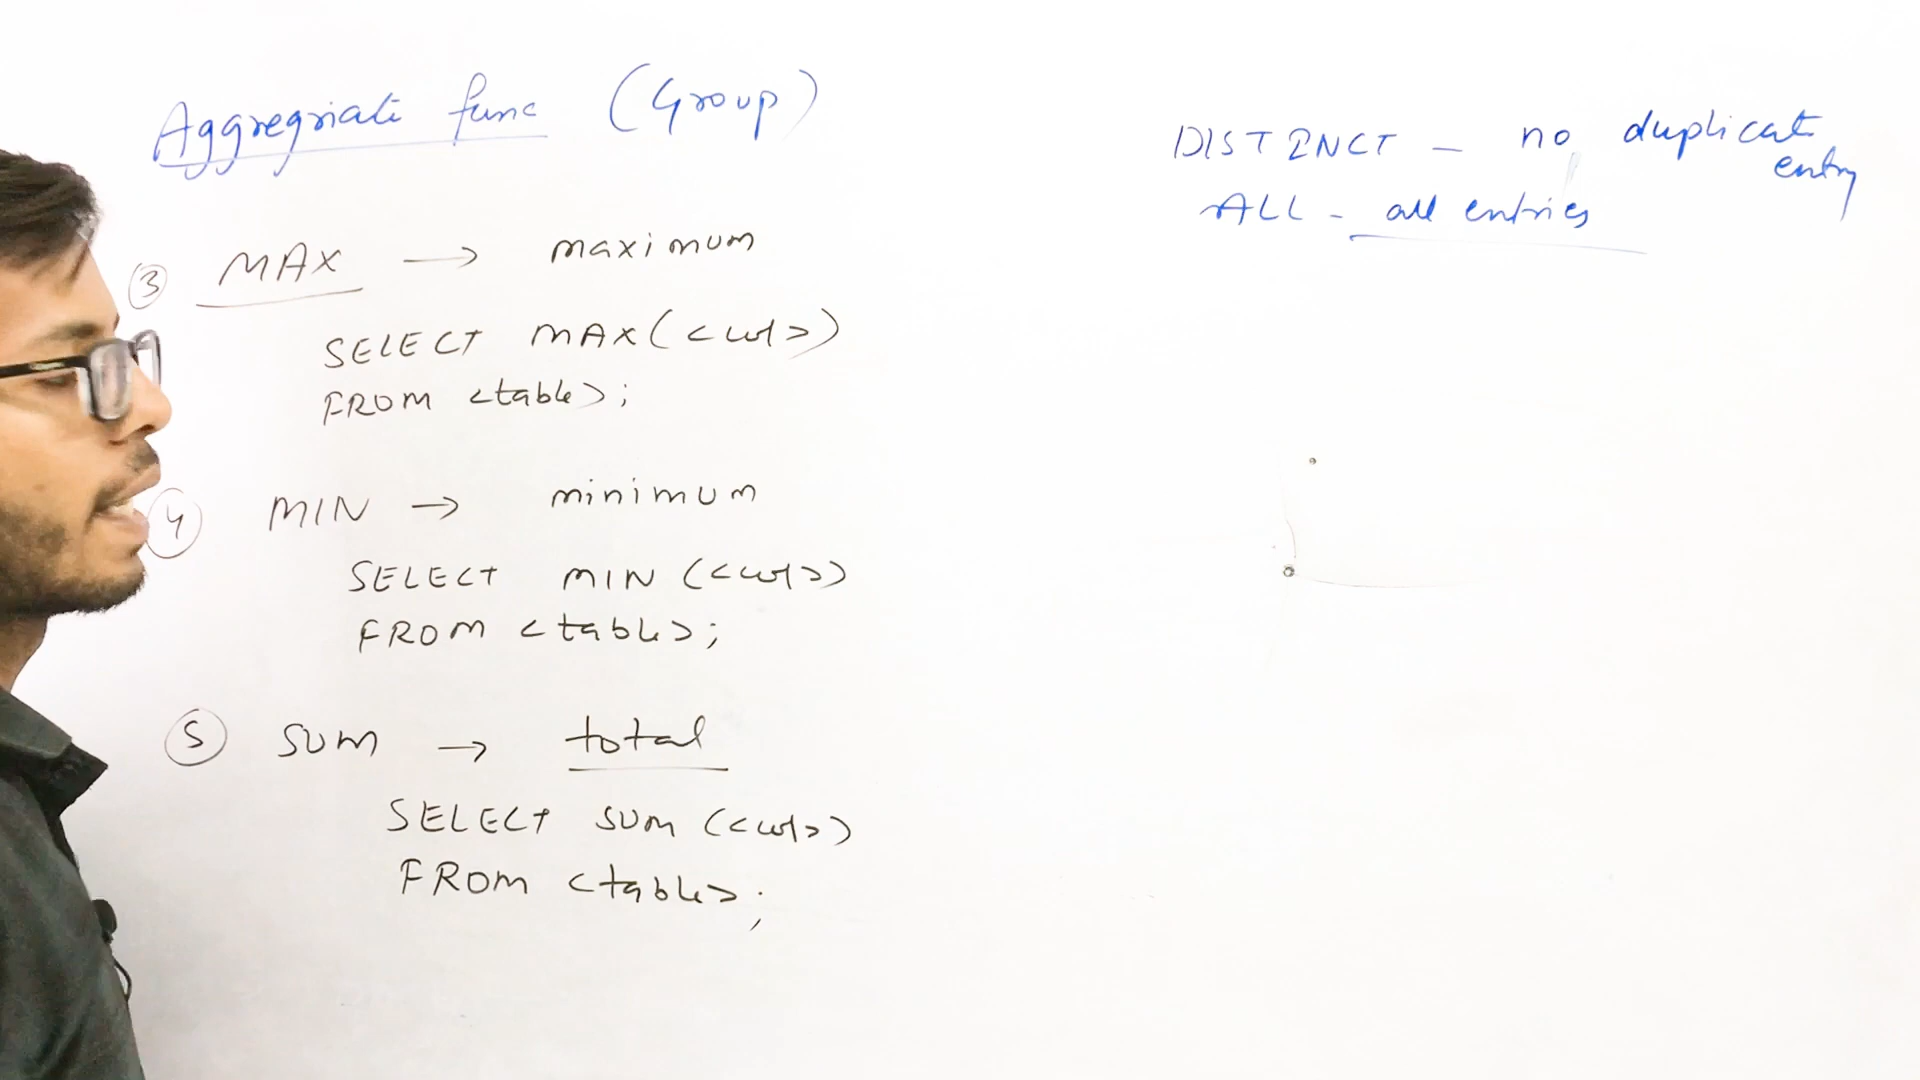 Aggregriate func (Group)
③ MAX → maximum
SELECT MAX(<col>)
FROM <table>;
④ MIN → minimum
SELECT MIN (<col>)
FROM <table>;
⑤ SUM → total
SELECT SUM (<col>)
FROM <table>;
DISTINCT - no duplicate
entry
ALL - all entries